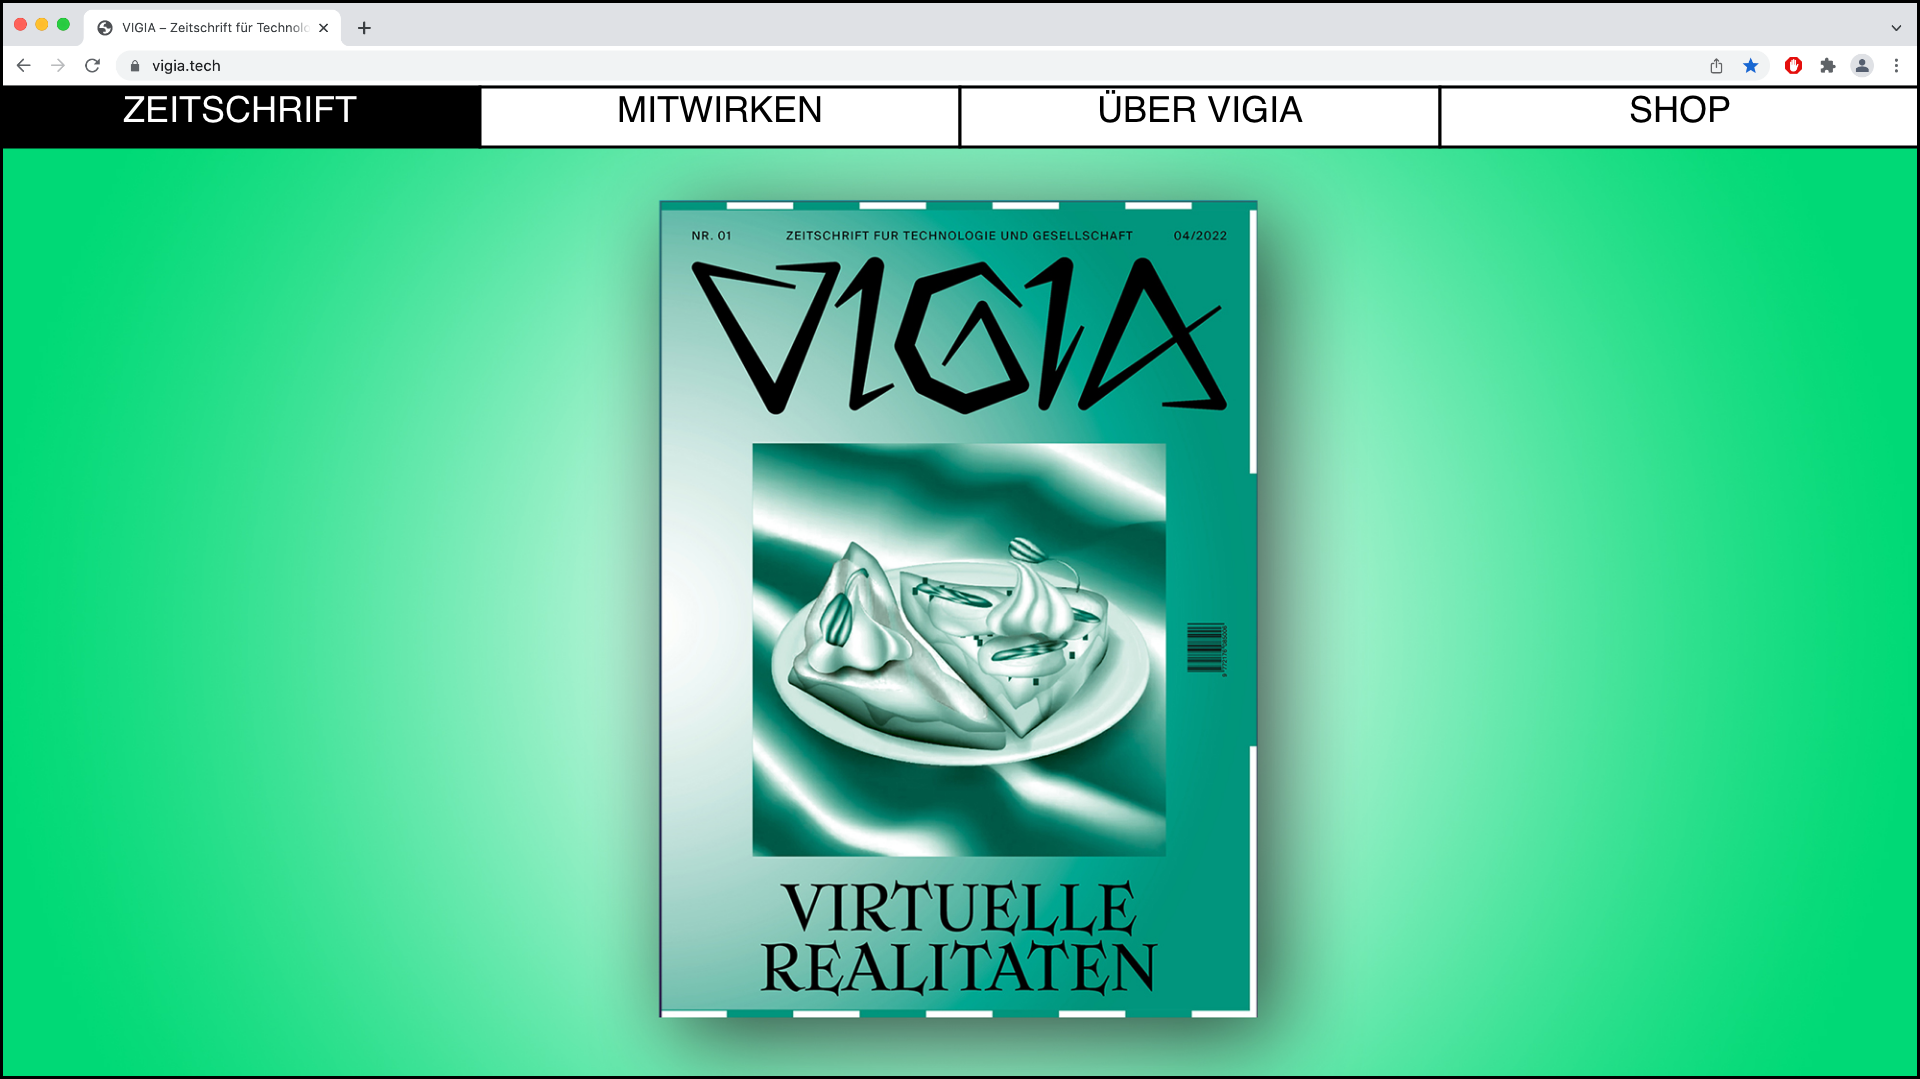 VIGIA – Zeitschrift für Technolo
vigia.tech
ZEITSCHRIFT
MITWIRKEN
ÜBER VIGIA
SHOP
NR. 01
ZEITSCHRIFT FUR TECHNOLOGIE UND GESELLSCHAFT
04/2022
VIGIA
VIRTUELLE
REALITATEN